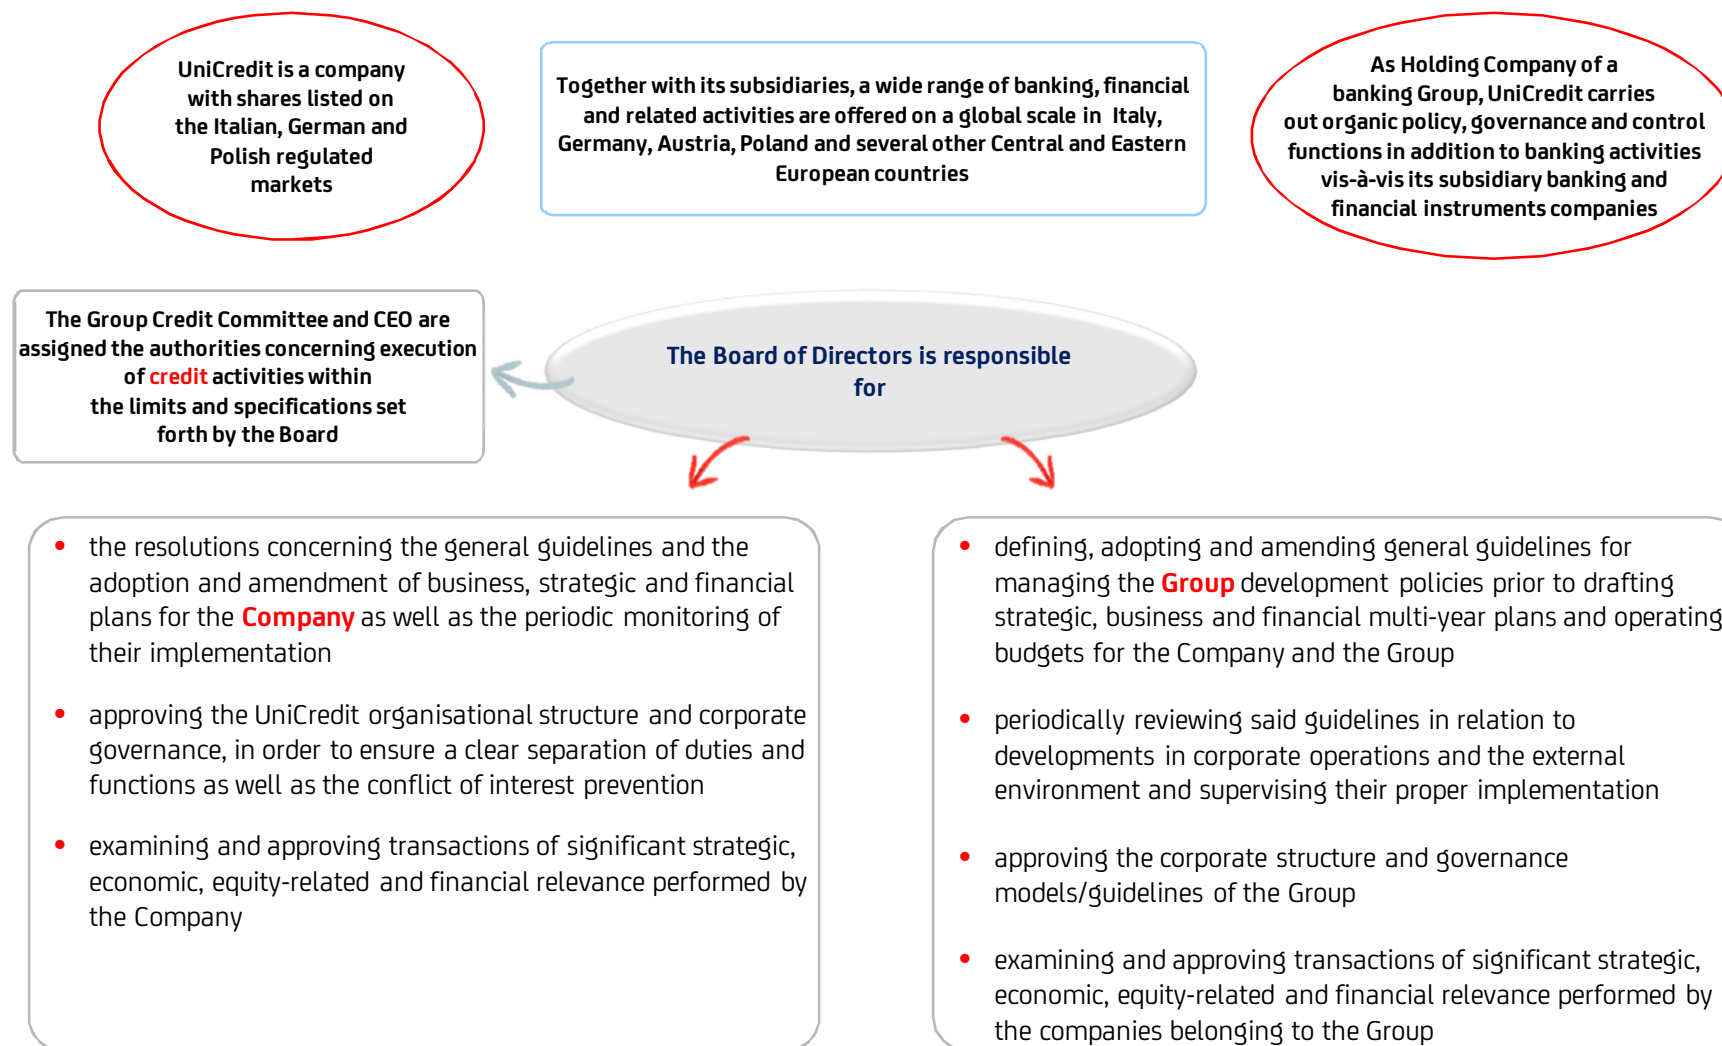 UniCredit is a company
with shares listed on
the Italian, German and
Polish regulated
markets
Together with its subsidiaries, a wide range of banking, financial
and related activities are offered on a global scale in Italy,
Germany, Austria, Poland and several other Central and Eastern
European countries
As Holding Company of a
banking Group, UniCredit carries
out organic policy, governance and control
functions in addition to banking activities
vis-à-vis its subsidiary banking and
financial instruments companies
The Group Credit Committee and CEO are
assigned the authorities concerning execution
of credit activities within
the limits and specifications set
forth by the Board
The Board of Directors is responsible
for
• the resolutions concerning the general guidelines and the
adoption and amendment of business, strategic and financial
plans for the Company as well as the periodic monitoring of
their implementation
• approving the UniCredit organisational structure and corporate
governance, in order to ensure a clear separation of duties and
functions as well as the conflict of interest prevention
• examining and approving transactions of significant strategic,
economic, equity-related and financial relevance performed by
the Company
• defining, adopting and amending general guidelines for
managing the Group development policies prior to drafting
strategic, business and financial multi-year plans and operating
budgets for the Company and the Group
• periodically reviewing said guidelines in relation to
developments in corporate operations and the external
environment and supervising their proper implementation
• approving the corporate structure and governance
models/guidelines of the Group
• examining and approving transactions of significant strategic,
economic, equity-related and financial relevance performed by
the companies belonging to the Group